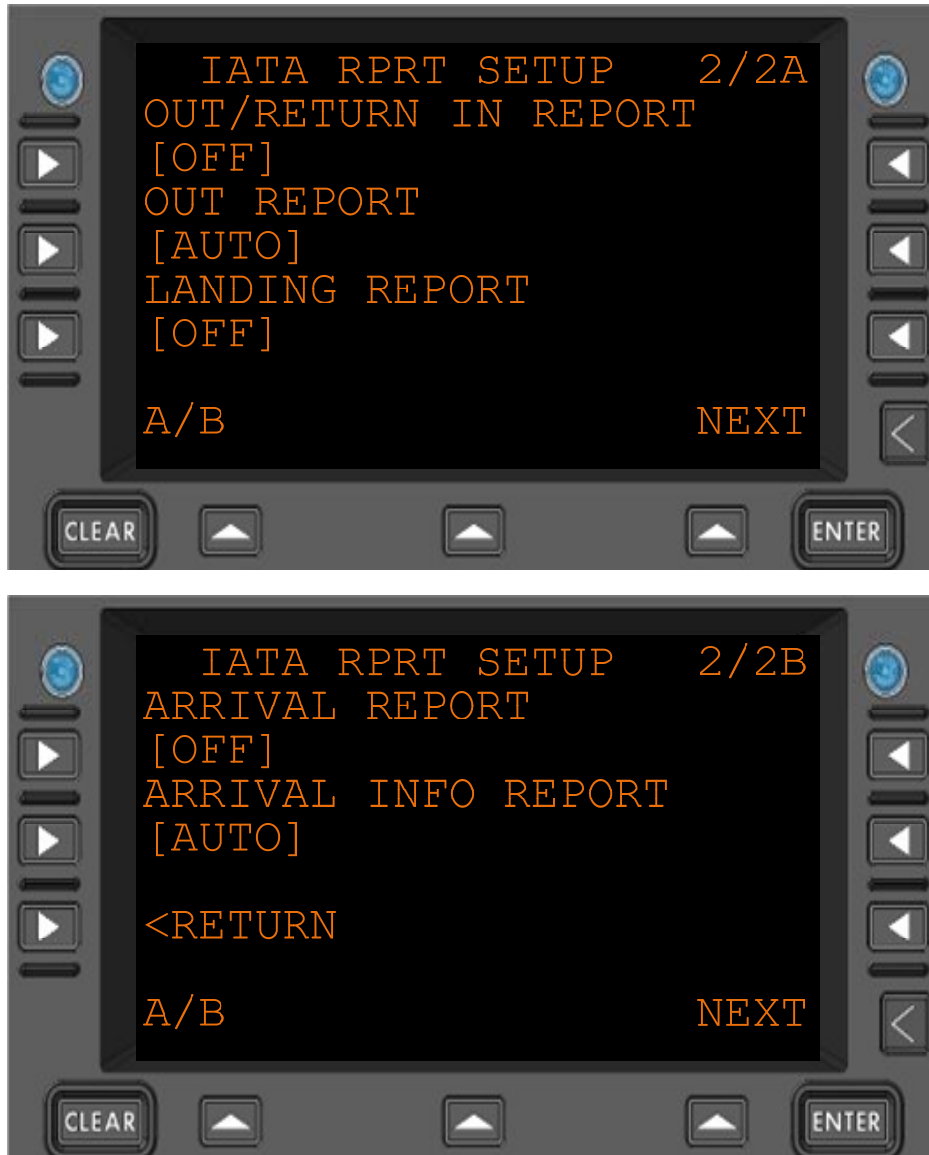 IATA RPRT SETUP 2/2A
OUT/RETURN IN REPORT
[OFF]
OUT REPORT
[AUTO]
LANDING REPORT
[OFF]
A/B NEXT
CLEAR ENTER
IATA RPRT SETUP 2/2B
ARRIVAL REPORT
[OFF]
ARRIVAL INFO REPORT
[AUTO]
<RETURN
A/B NEXT
CLEAR ENTER